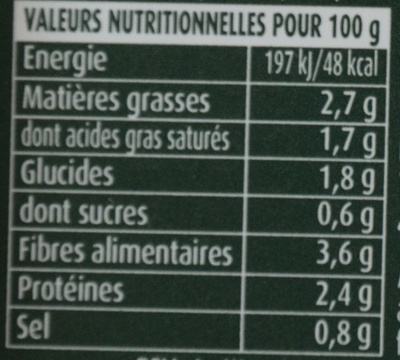 VALEURS NUTRITIONNELLES POUR 100 g
Energie 197 kJ/48 kcal
Matières grasses 2,7 g
dont acides gras saturés 1,7 g
Glucides 1,8 g
dont sucres 0,6 g
Fibres alimentaires 3,6 g
Protéines 2,4 g
Sel 0,8 g